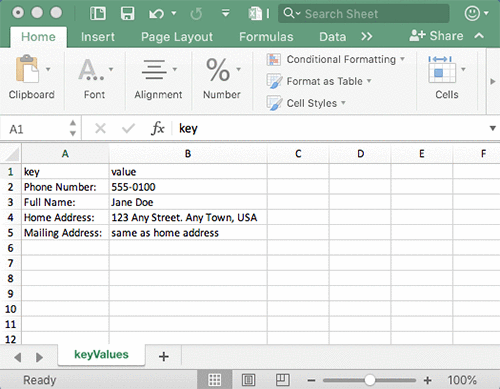 Search Sheet
Home Insert Page Layout Formulas Data Share
Clipboard Font Alignment Number Conditional Formatting
Format as Table
Cell Styles
Cells
A1 fx key
A B C D E F
1 key value
2 Phone Number: 555-0100
3 Full Name: Jane Doe
4 Home Address: 123 Any Street. Any Town, USA
5 Mailing Address: same as home address
6
7
8
9
10
11
12
keyValues
Ready 100%